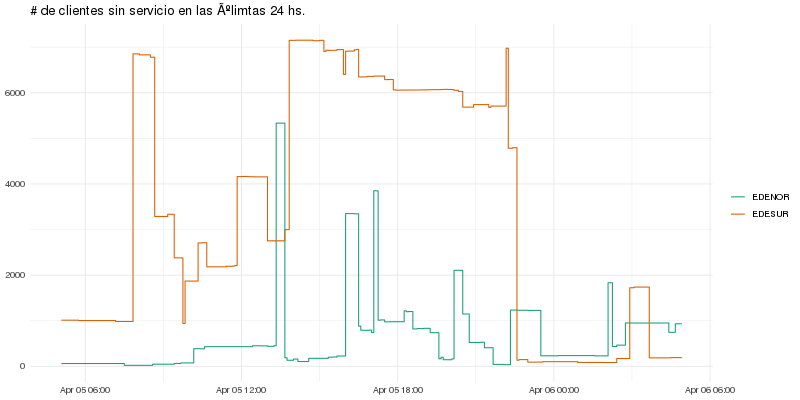 # de clientes sin servicio en las Ãºlimtas 24 hs.
6000
4000
2000
0
Apr 05 06:00 Apr 05 12:00 Apr 05 18:00 Apr 06 00:00 Apr 06 06:00
EDENOR
EDESUR